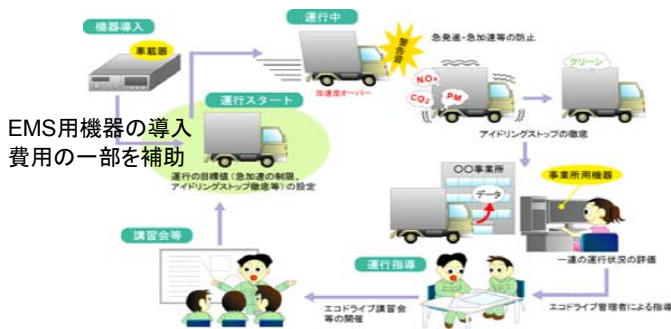 機器導入
車載器
運行中
警告音
加速度オーバー
急発進・急加速等の防止
NOx
CO2
PM
クリーン
アイドリングストップの徹底
EMS用機器の導入
費用の一部を補助
運行スタート
運行の目標値(急加速の制限、
アイドリングストップ徹底等)の設定
〇〇事業所
データ
事業所用機器
一連の運行状況の評価
講習会等
運行指導
エコドライブ講習会
等の開催
エコドライブ管理者による指導